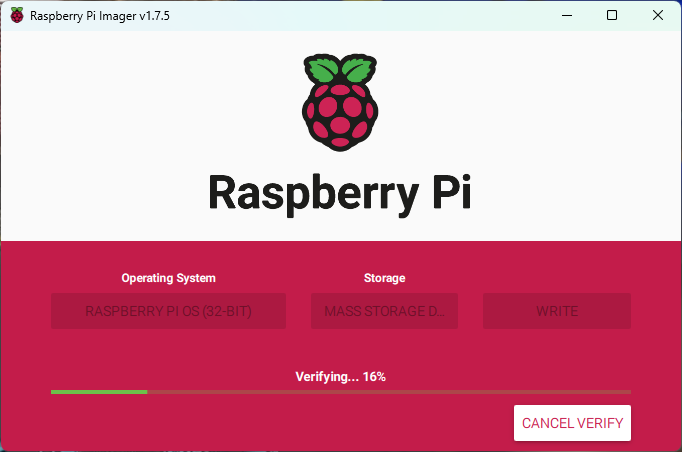 Raspberry Pi Imager v1.7.5
Raspberry Pi
Operating System
Storage
RASPBERRY PI OS (32-BIT)
MASS STORAGE D...
WRITE
Verifying... 16%
CANCEL VERIFY